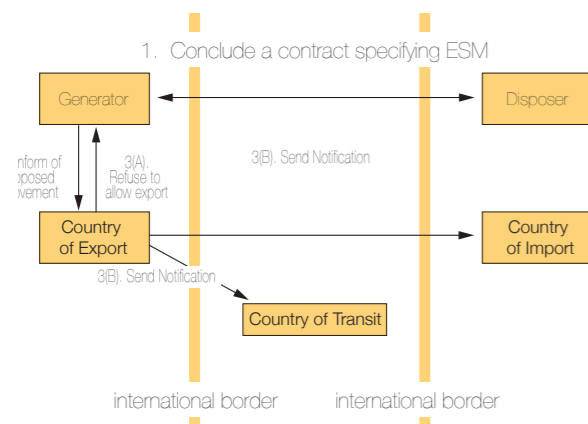 1. Conclude a contract specifying ESM
Generator
Disposer
3(A).
Refuse to
allow export
3(B). Send Notification
Country
of Export
Country
of Import
3(B). Send Notification
Country of Transit
international border
international border